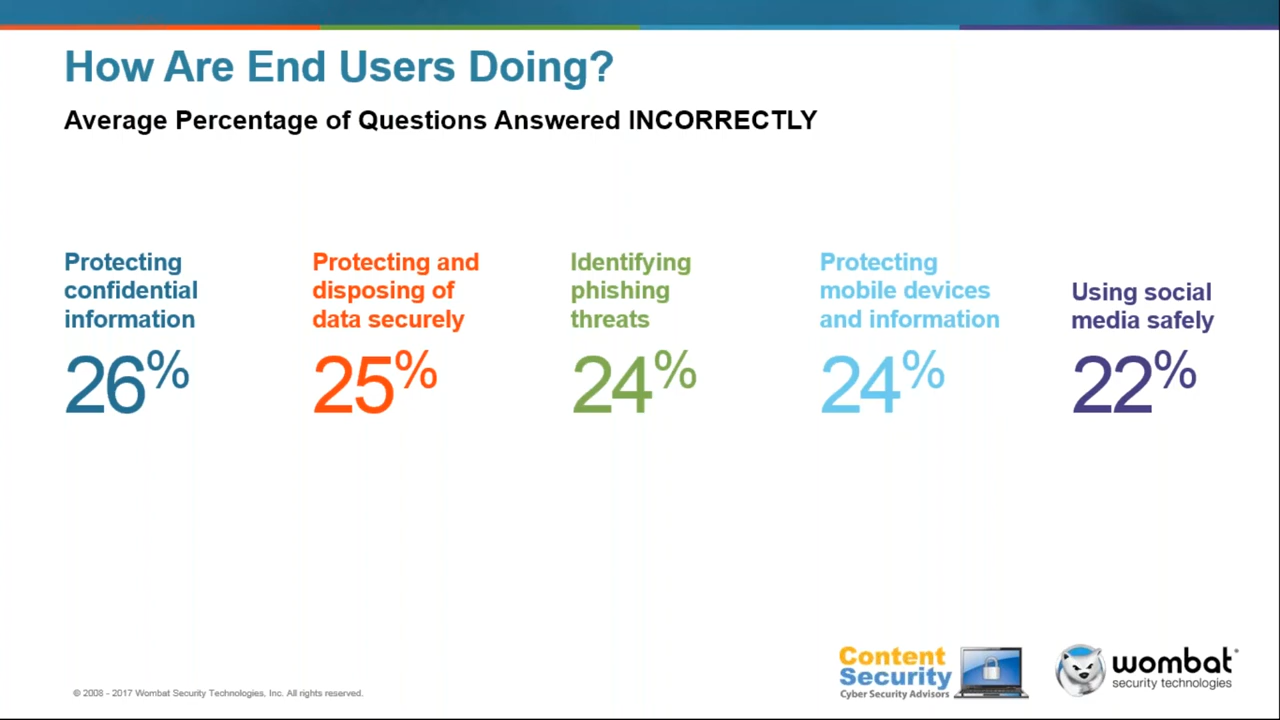 How Are End Users Doing?
Average Percentage of Questions Answered INCORRECTLY
Protecting
confidential
information
26%
Protecting and
disposing of
data securely
25%
Identifying
phishing
threats
24%
Protecting
mobile devices
and information
24%
Using social
media safely
22%
© 2008 - 2017 Wombat Security Technologies, Inc. All rights reserved.
Content
Security
Cyber Security Advisors
wombat
security technologies